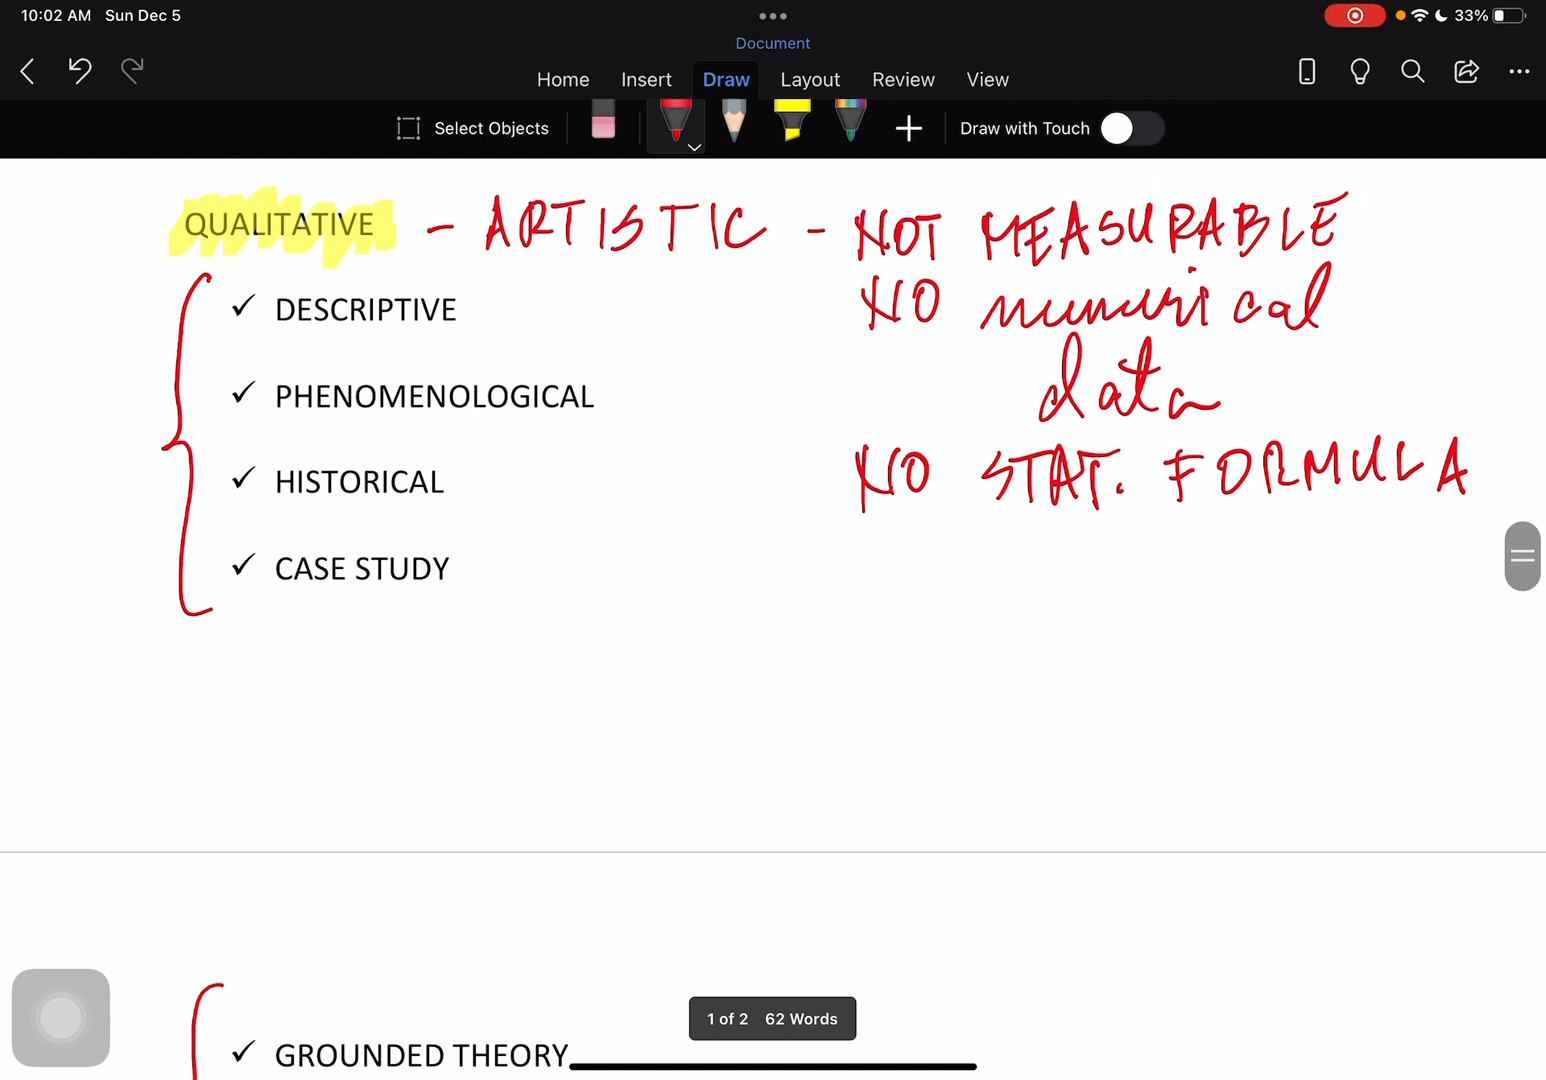 10:02 AM Sun Dec 5
33%
Document
Home Insert Draw Layout Review View
Select Objects Draw with Touch
QUALITATIVE - ARTISTIC - NOT MEASURABLE
✓ DESCRIPTIVE NO numerical
data
✓ PHENOMENOLOGICAL
✓ HISTORICAL NO STAT. FORMULA
✓ CASE STUDY
1 of 2 62 Words
✓ GROUNDED THEORY